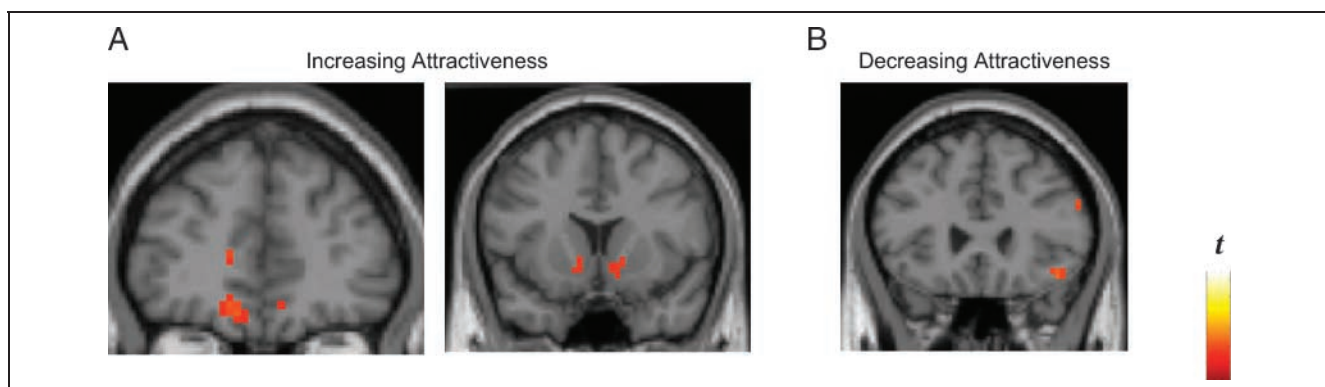 A
Increasing Attractiveness
B
Decreasing Attractiveness
t